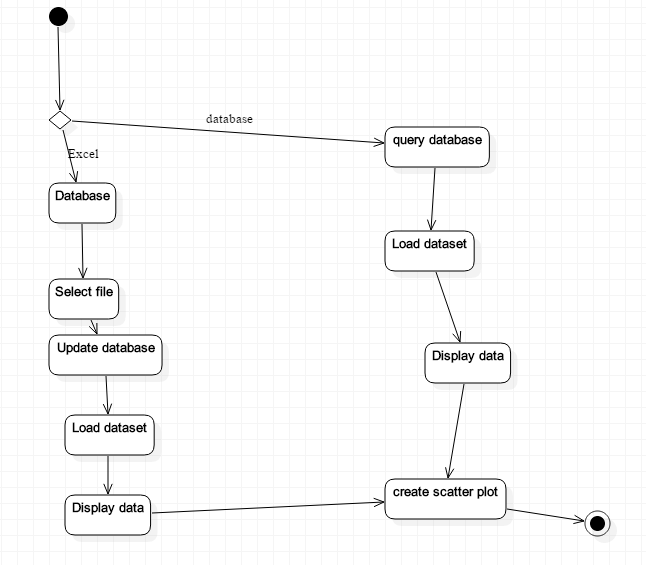 database
query database
Excel
Database
Load dataset
Select file
Update database
Display data
Load dataset
create scatter plot
Display data